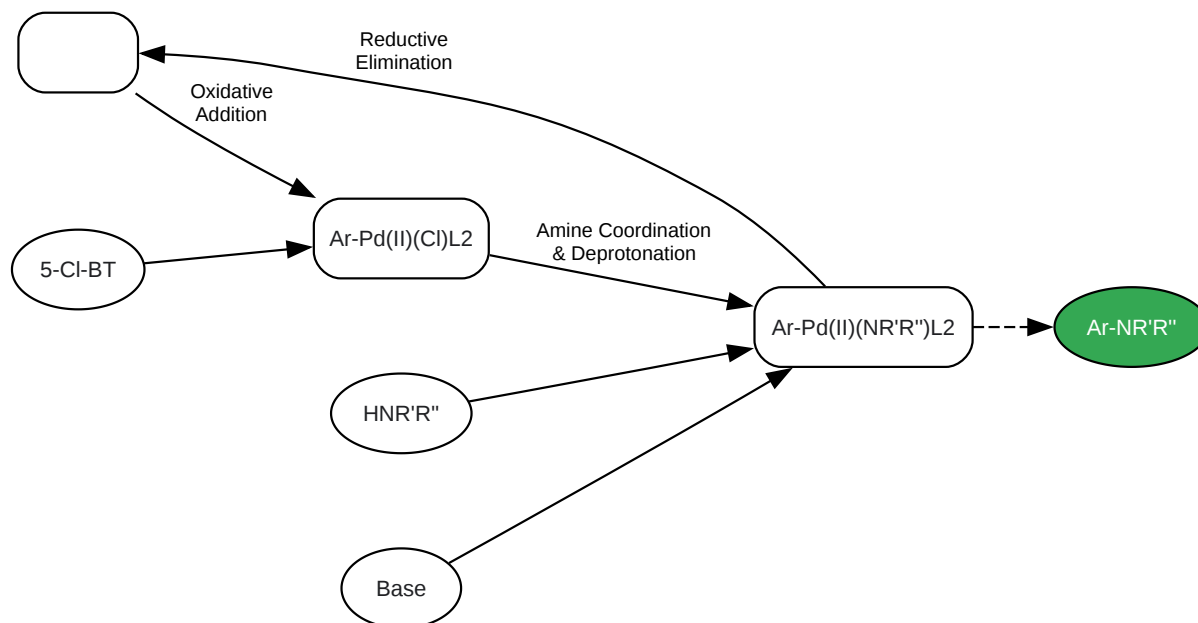 Reductive
Elimination
Oxidative
Addition
Ar-Pd(II)(Cl)L2
Amine Coordination
& Deprotonation
5-Cl-BT
Ar-Pd(II)(NR'R")L2
Ar-NR'R"
HNR'R"
Base